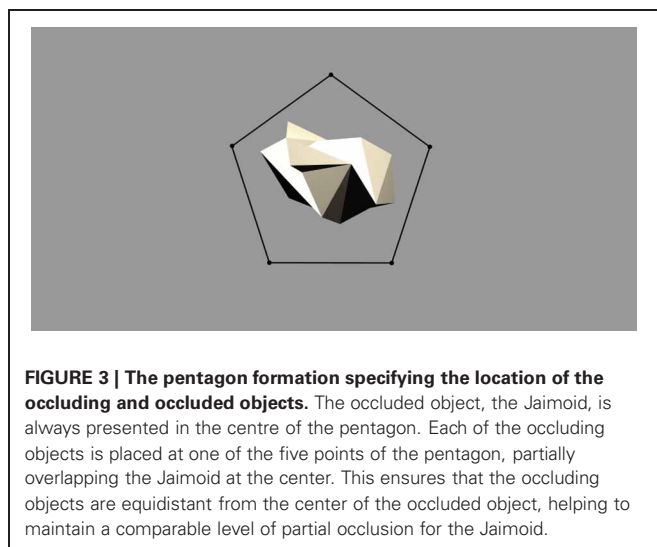 FIGURE 3 | The pentagon formation specifying the location of the
occluding and occluded objects. The occluded object, the Jaimoid, is
always presented in the centre of the pentagon. Each of the occluding
objects is placed at one of the five points of the pentagon, partially
overlapping the Jaimoid at the center. This ensures that the occluding
objects are equidistant from the center of the occluded object, helping to
maintain a comparable level of partial occlusion for the Jaimoid.